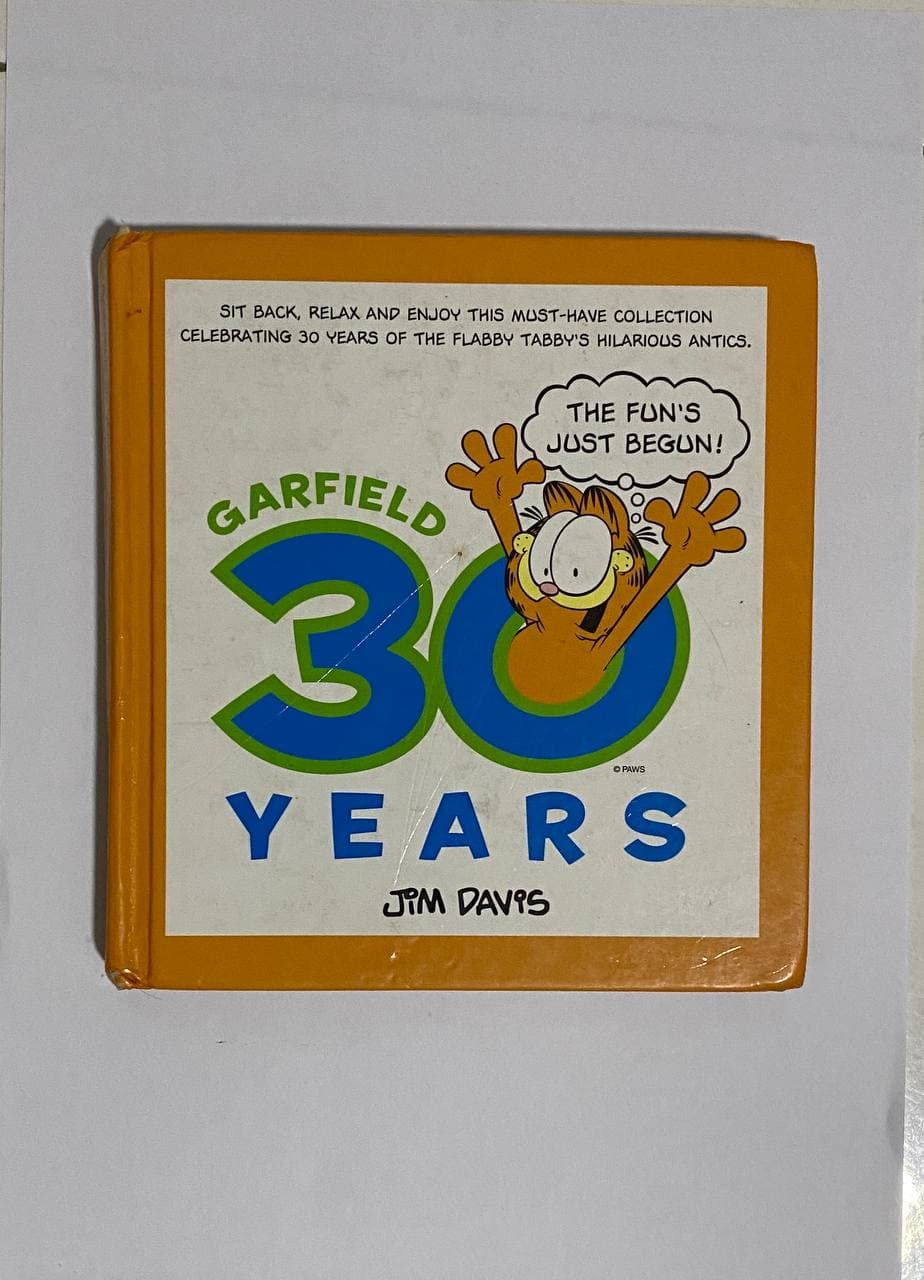 SIT BACK, RELAX AND ENJOY THIS MUST-HAVE COLLECTION
CELEBRATING 30 YEARS OF THE FLABBY TABBY'S HILARIOUS ANTICS.
THE FUN'S
JUST BEGUN!
GARFIELD
30
© PAWS
YEARS
JIM DAVIS